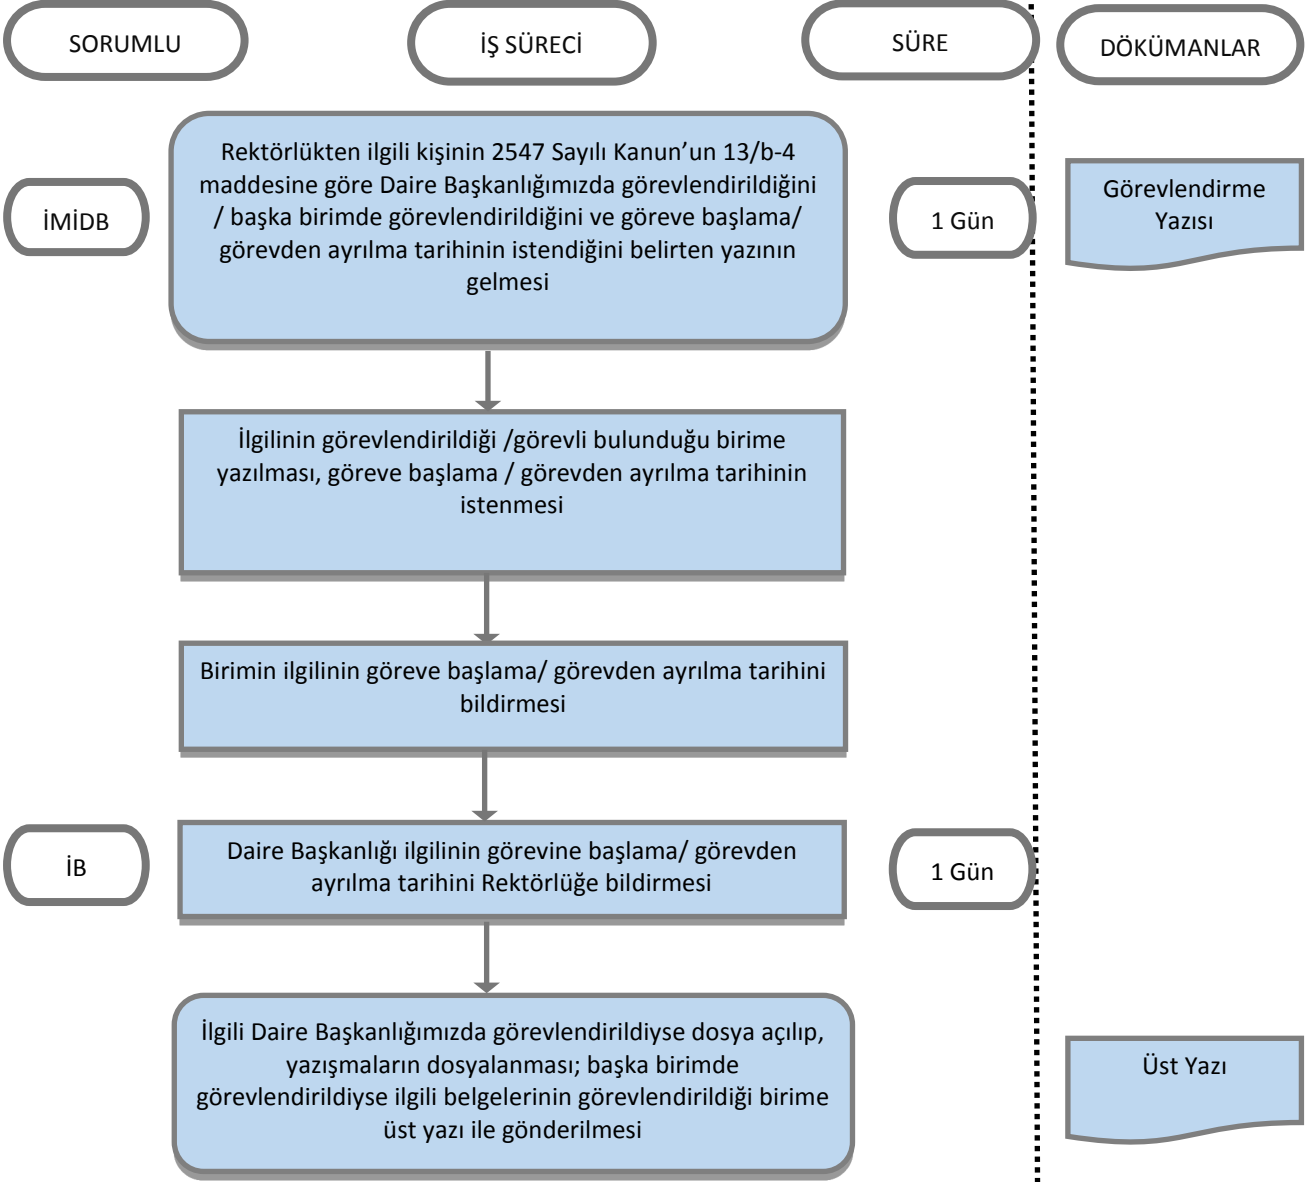 SORUMLU
İŞ SÜRECİ
SÜRE
DÖKÜMANLAR
İMİDB
Rektörlükten ilgili kişinin 2547 Sayılı Kanun’un 13/b-4
maddesine göre Daire Başkanlığımızda görevlendirildiğini
/ başka birimde görevlendirildiğini ve göreve başlama/
görevden ayrılma tarihinin istendiğini belirten yazının
gelmesi
1 Gün
Görevlendirme
Yazısı
İlgilinin görevlendirildiği /görevli bulunduğu birime
yazılması, göreve başlama / görevden ayrılma tarihinin
istenmesi
Birimin ilgilinin göreve başlama/ görevden ayrılma tarihini
bildirmesi
İB
Daire Başkanlığı ilgilinin görevine başlama/ görevden
ayrılma tarihini Rektörlüğe bildirmesi
1 Gün
İlgili Daire Başkanlığımızda görevlendirildiyse dosya açılıp,
yazışmaların dosyalanması; başka birimde
görevlendirildiyse ilgili belgelerinin görevlendirildiği birime
üst yazı ile gönderilmesi
Üst Yazı